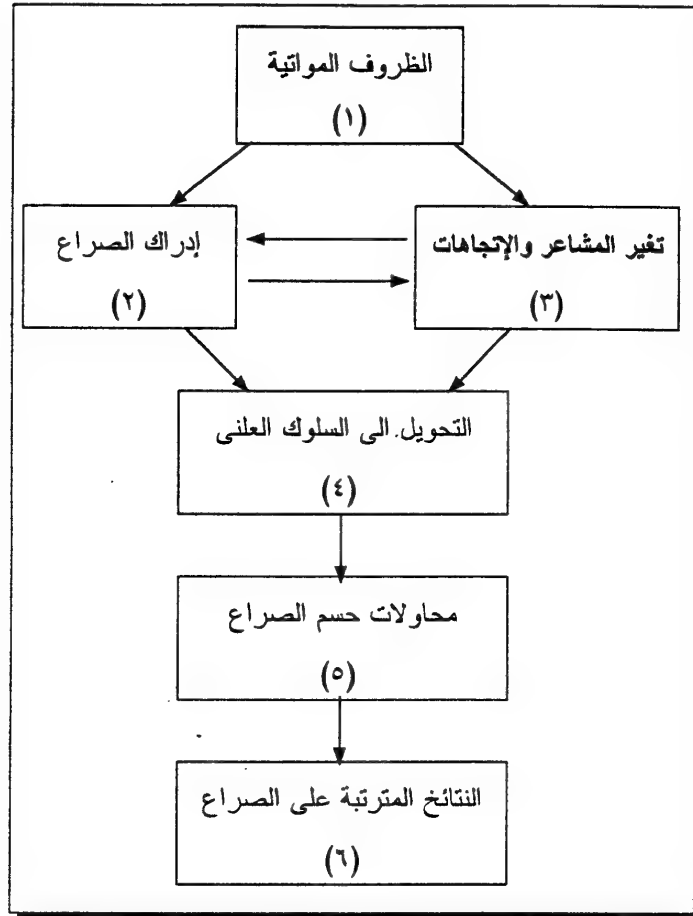 الظروف المواتية
(١)
إدراك الصراع
(٢)
تغير المشاعر والإتجاهات
(٣)
التحويل الى السلوك العلنى
(٤)
محاولات حسم الصراع
(٥)
النتائخ المترتبة على الصراع
(٦)